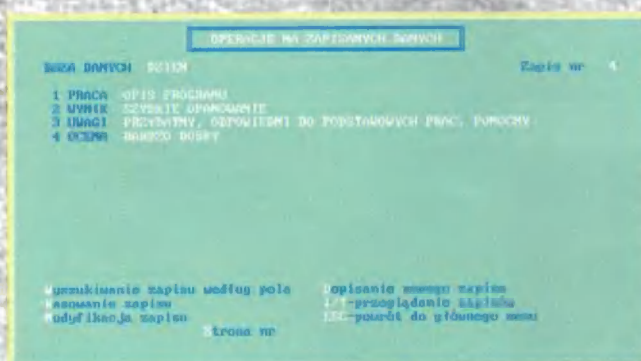 OPERACJE NA ZAPISANYCH DANYCH
BAZA DANYCH DZIEN Zapis nr 4
1 PRACA OPIS PROGRAMU
2 WYNIK SZYBKIE OPANOWANIE
3 UWAGI PRZYDATNY, ODPOWIEDNI DO PODSTAWOWYCH PRAC, POMOCNY
4 OCENA BARDZO DOBRY
Wyszukiwanie zapisu według pola Dopisanie nowego zapisu
Kasowanie zapisu -przeglądanie zapisów
Modyfikacja zapisu ESC-powrót do głównego menu
Strona nr